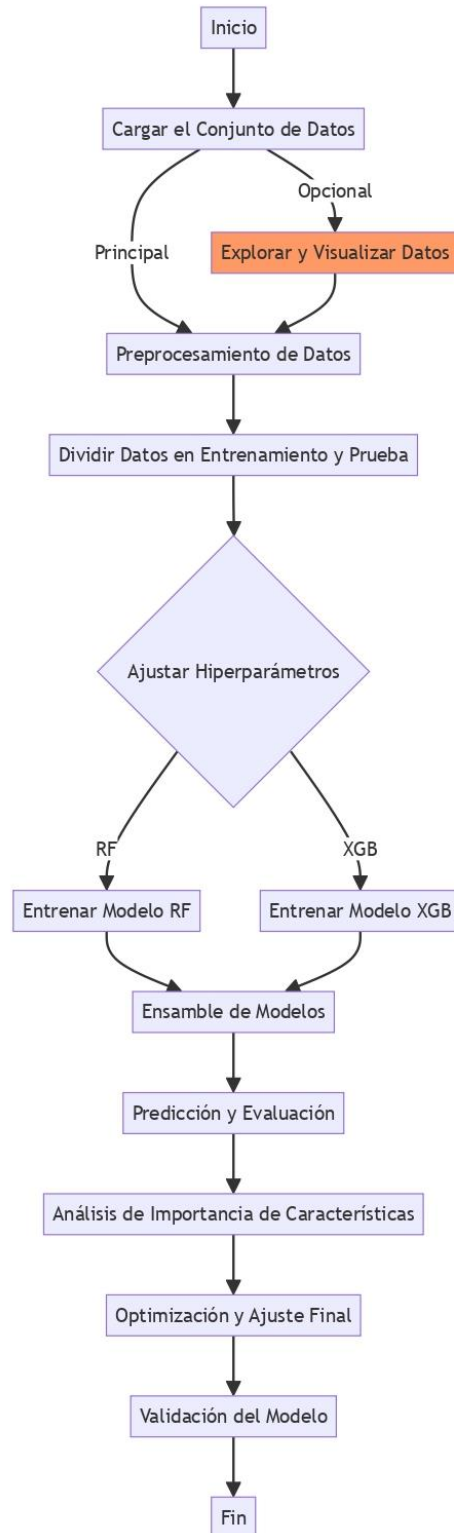 Inicio
Cargar el Conjunto de Datos
Opcional
Principal
Explorar y Visualizar Datos
Preprocesamiento de Datos
Dividir Datos en Entrenamiento y Prueba
Ajustar Hiperparámetros
RF
XGB
Entrenar Modelo RF
Entrenar Modelo XGB
Ensamble de Modelos
Predicción y Evaluación
Análisis de Importancia de Características
Optimización y Ajuste Final
Validación del Modelo
Fin